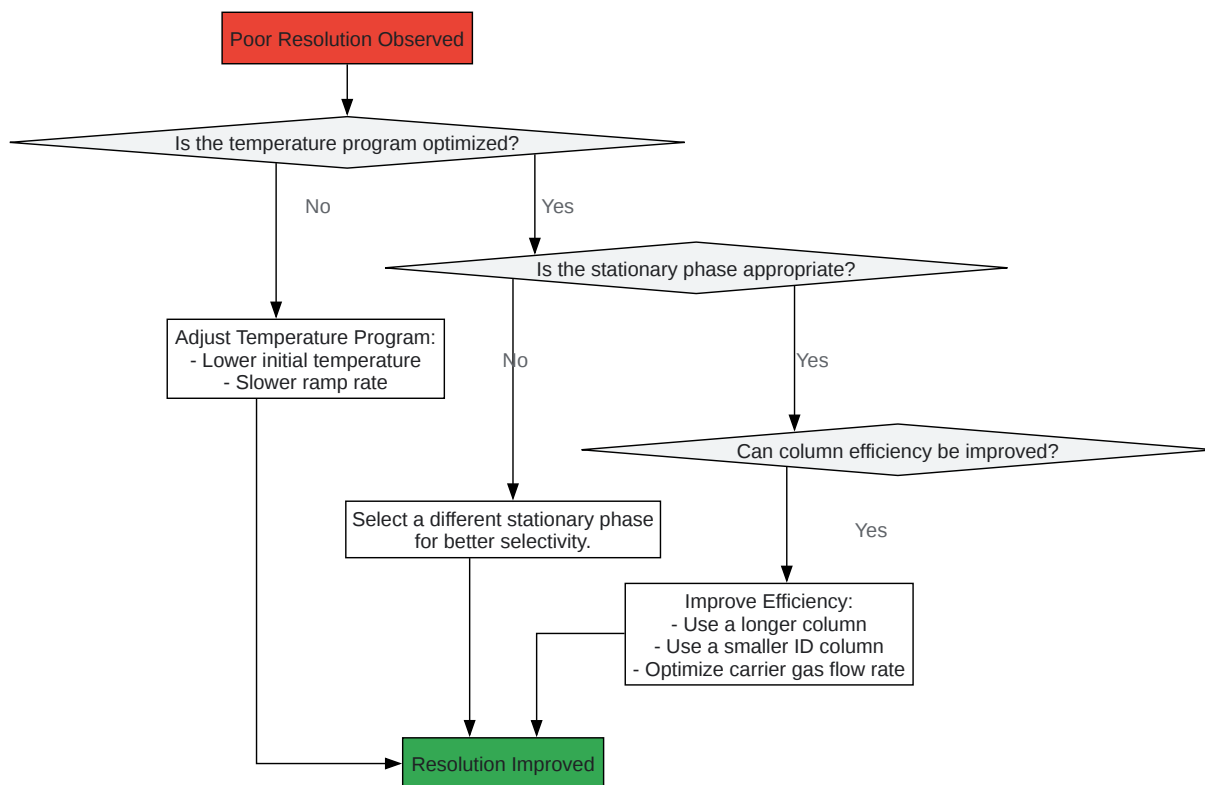 Poor Resolution Observed
Is the temperature program optimized?
No
Yes
Is the stationary phase appropriate?
Adjust Temperature Program:
- Lower initial temperature
- Slower ramp rate
No
Yes
Can column efficiency be improved?
Select a different stationary phase
for better selectivity.
Yes
Improve Efficiency:
- Use a longer column
- Use a smaller ID column
- Optimize carrier gas flow rate
Resolution Improved